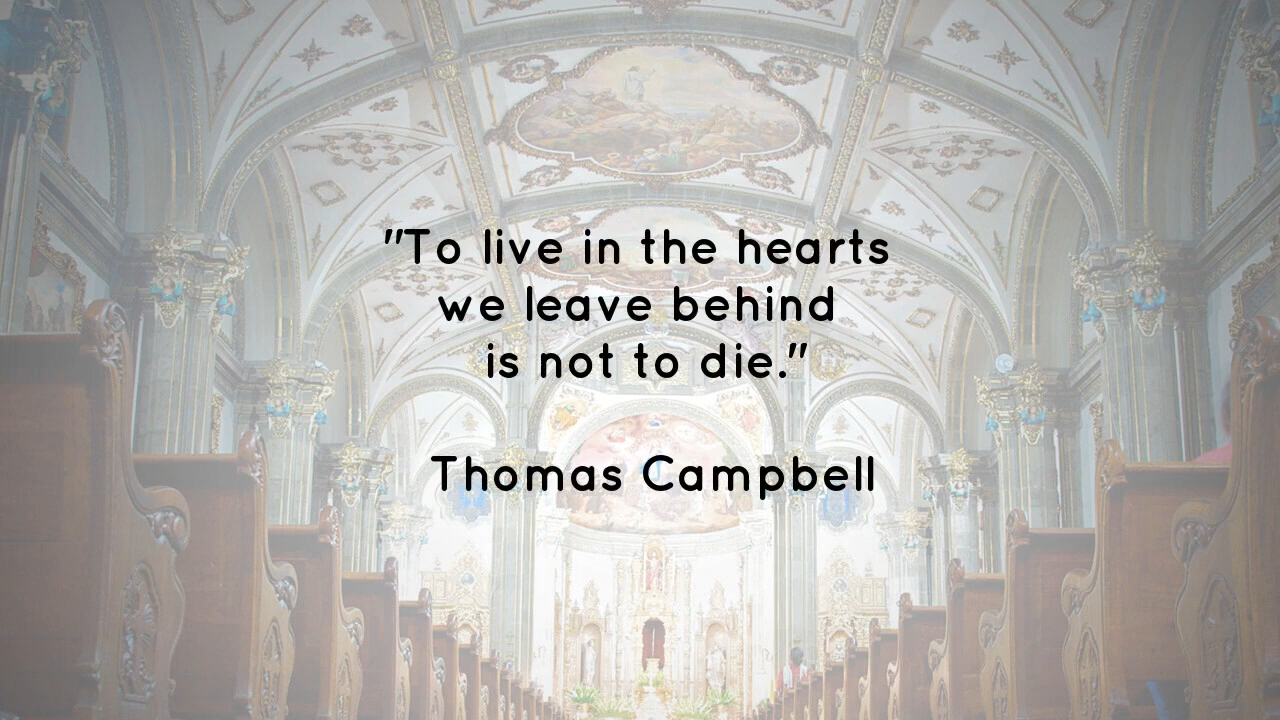 "To live in the hearts
we leave behind
is not to die."
Thomas Campbell